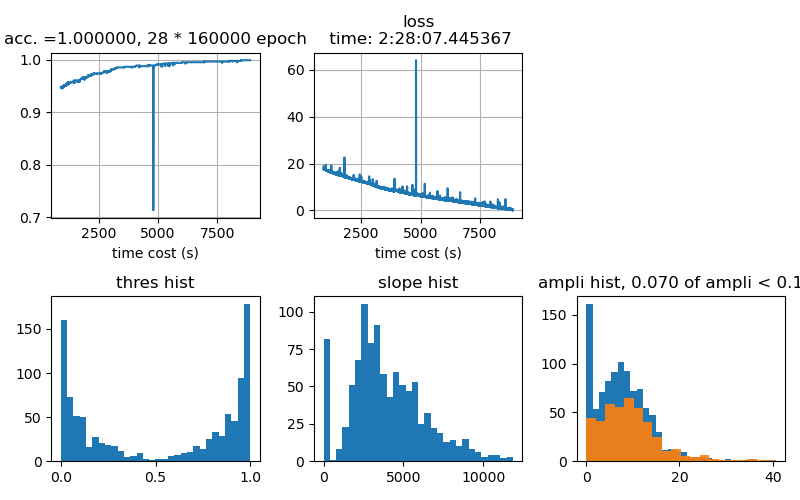 acc. =1.000000, 28 * 160000 epoch
1.0
0.9
0.8
0.7
2500 5000 7500
time cost (s)
loss
time: 2:28:07.445367
60
40
20
0
2500 5000 7500
time cost (s)
thres hist
150
100
50
0
0.0 0.5 1.0
slope hist
100
75
50
25
0
0 5000 10000
ampli hist, 0.070 of ampli < 0.1
150
100
50
0
0 20 40